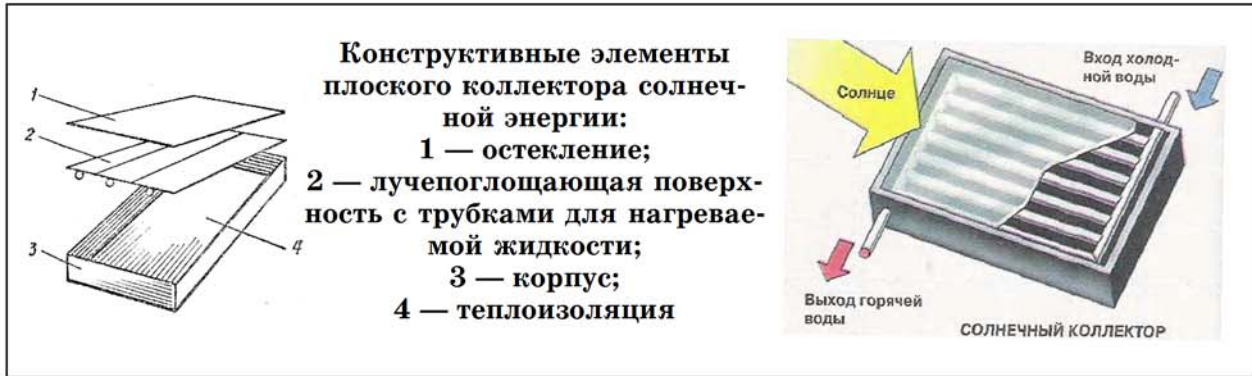 1
2
3
4
Конструктивные элементы
плоского коллектора солнеч-
ной энергии:
1 — остекление;
2 — лучепоглощающая поверх-
ность с трубками для нагревае-
мой жидкости;
3 — корпус;
4 — теплоизоляция
Солнце
Вход холод-
ной воды
Выход горячей
воды
СОЛНЕЧНЫЙ КОЛЛЕКТОР